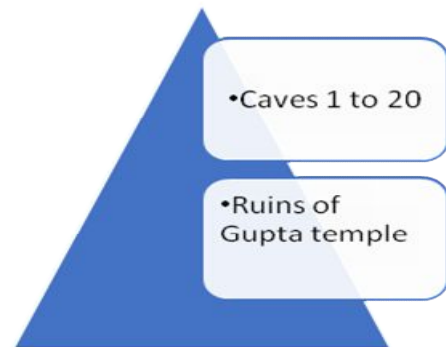 •Caves 1 to 20
•Ruins of
Gupta temple